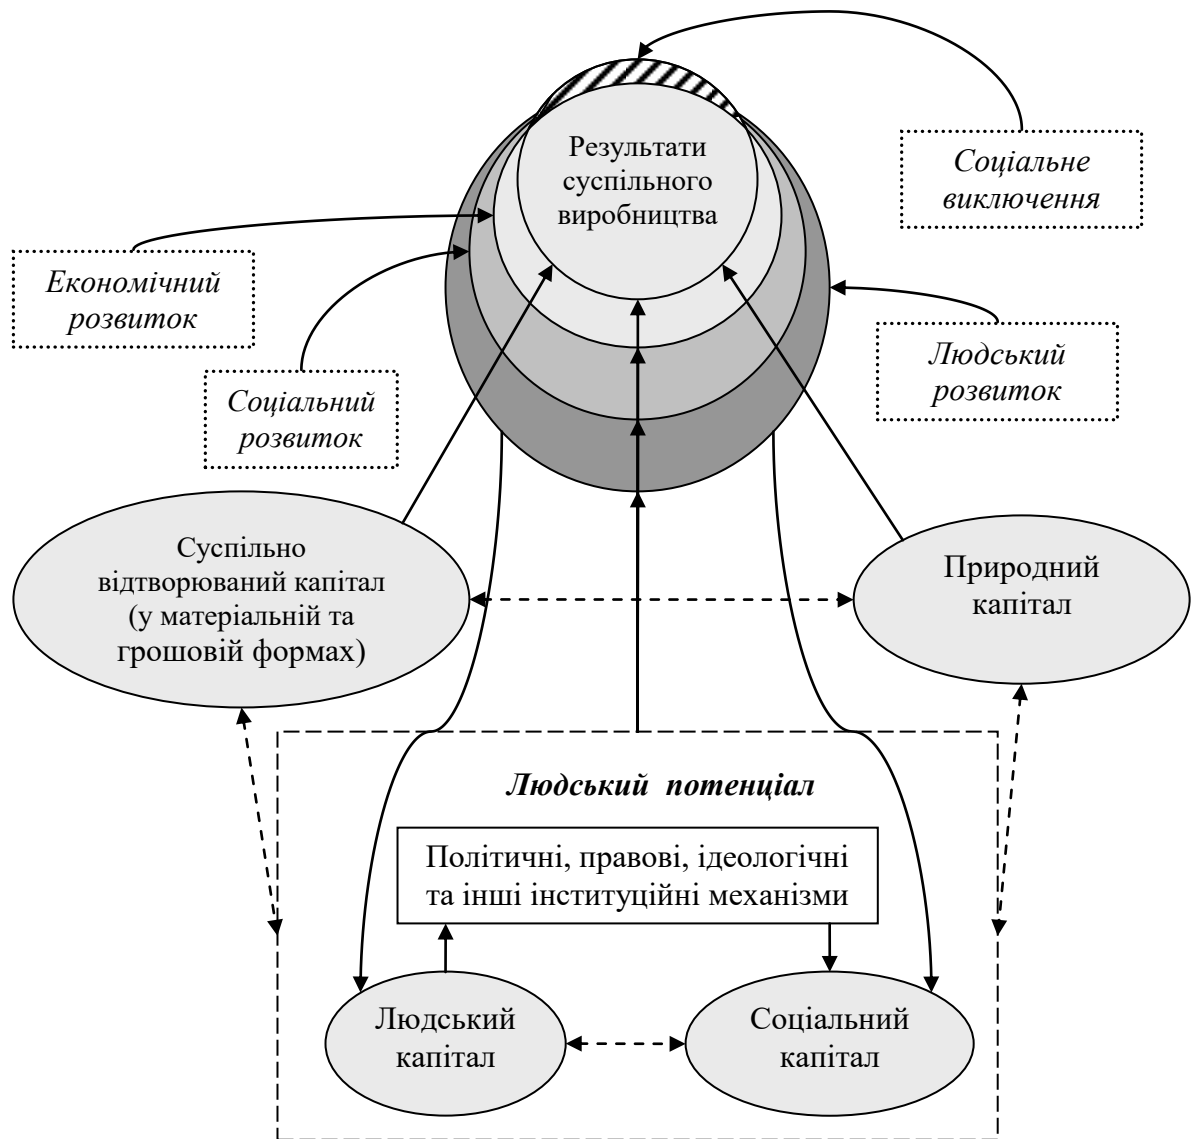 Результати
суспільного
виробництва
Соціальне
виключення
Економічний
розвиток
Соціальний
розвиток
Людський
розвиток
Суспільно
відтворюваний капітал
(у матеріальній та
грошовій формах)
Природний
капітал
Людський потенціал
Політичні, правові, ідеологічні
та інші інституційні механізми
Людський
капітал
Соціальний
капітал